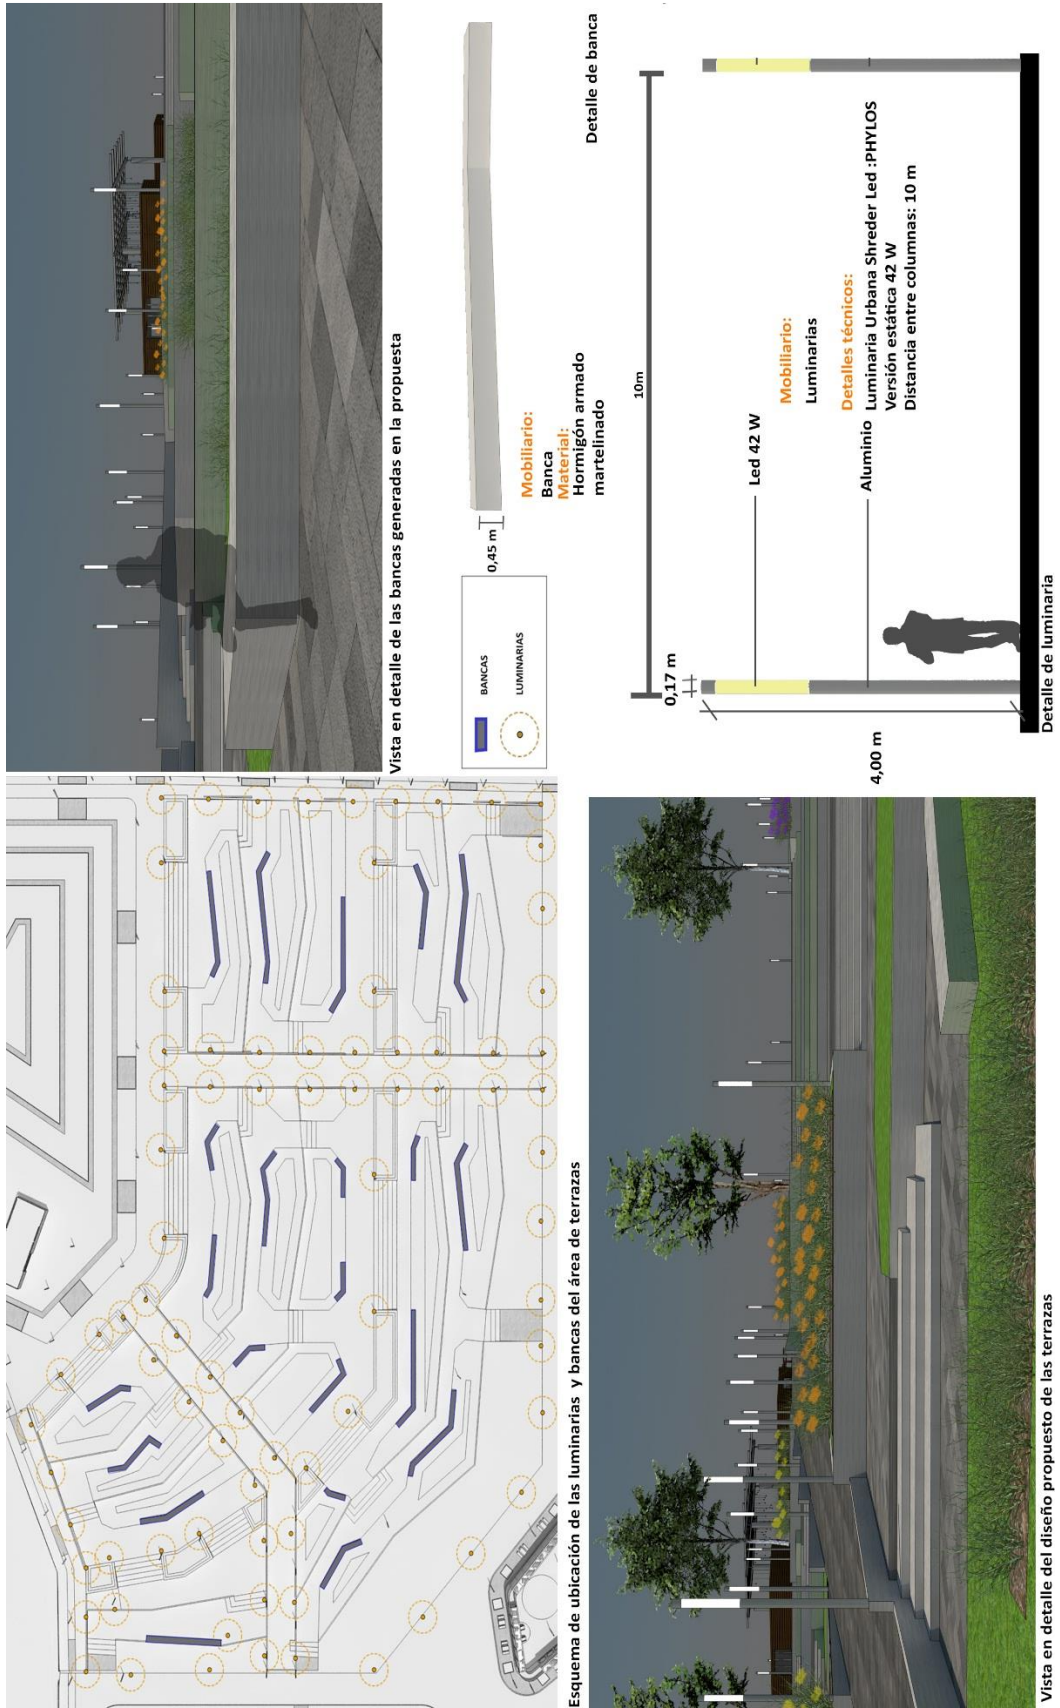 Esquema de ubicación de las luminarias  y bancas del área de terrazas
Vista en detalle de las bancas generadas en la propuesta
BANCAS
LUMINARIAS
0,45 m
Mobiliario:
Banca
Material:
Hormigón armado
martelinado
Detalle de banca
Vista en detalle del diseño propuesto de las terrazas
10m
0,17 m
4,00 m
Led 42 W
Aluminio
Mobiliario:
Luminarias
Detalles técnicos:
Luminaria Urbana Shreder Led :PHYLOS
Versión estática 42 W
Distancia entre columnas: 10 m
Detalle de luminaria